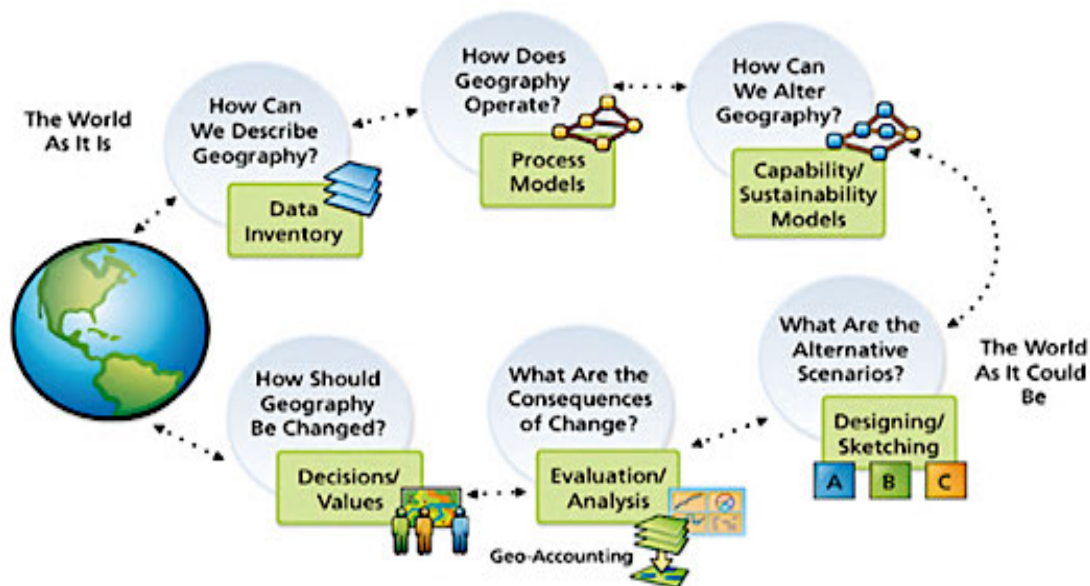 The World
As It Is
How Can
We Describe
Geography?
Data
Inventory
How Does
Geography
Operate?
Process
Models
How Can
We Alter
Geography?
Capability/
Sustainability
Models
What Are the
Alternative
Scenarios?
Designing/
Sketching
A B C
The World
As It Could
Be
What Are the
Consequences
of Change?
Evaluation/
Analysis
Geo-Accounting
How Should
Geography
Be Changed?
Decisions/
Values